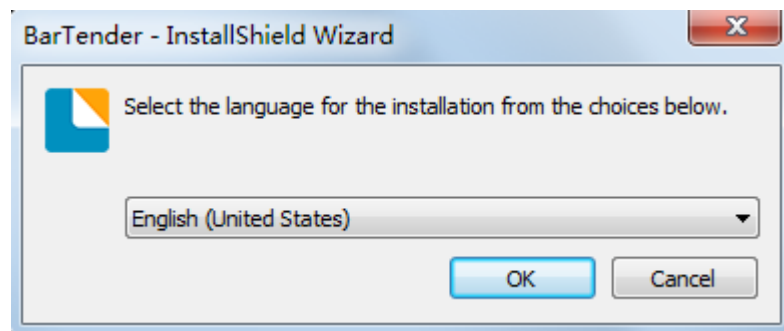 BarTender - InstallShield Wizard
Select the language for the installation from the choices below.
English (United States)
OK Cancel